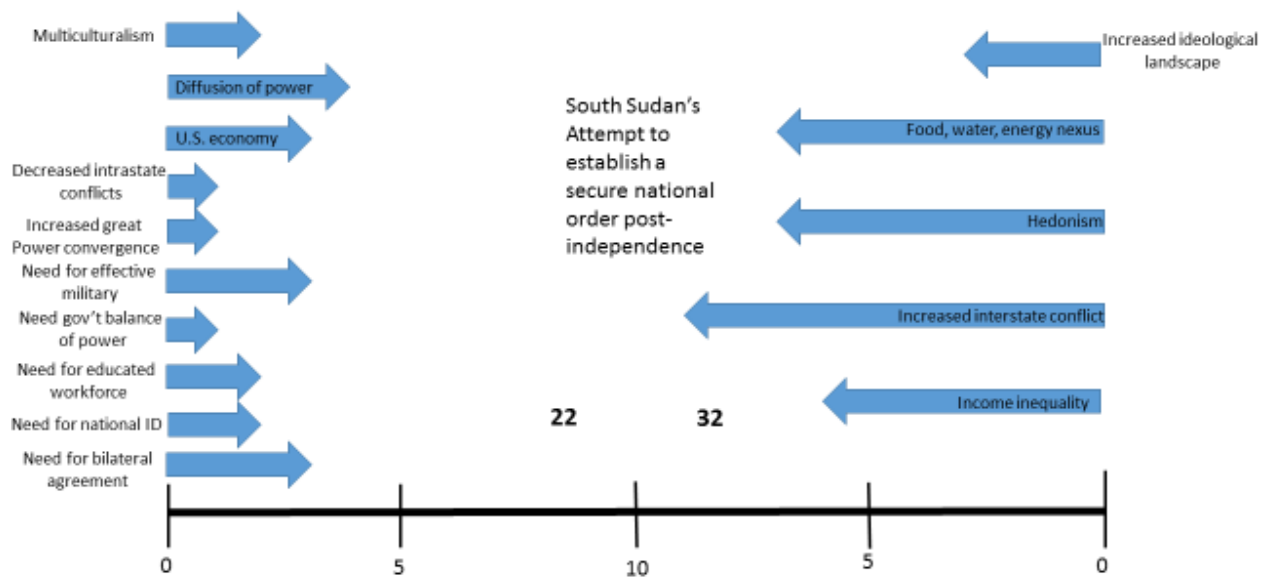 Multiculturalism
Diffusion of power
U.S. economy
Decreased intrastate
conflicts
Increased great
Power convergence
Need for effective
military
Need gov't balance
of power
Need for educated
workforce
Need for national ID
Need for bilateral
agreement
South Sudan's
Attempt to
establish a
secure national
order post-
independence
22
32
Increased ideological
landscape
Food, water, energy nexus
Hedonism
Increased interstate conflict
Income inequality
0
5
10
5
0